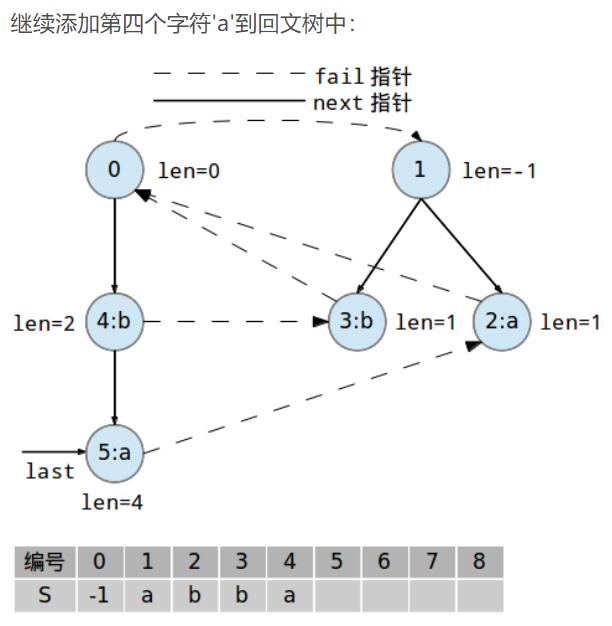 继续添加第四个字符'a'到回文树中：
fail 指针
next 指针
0 len=0 1 len=-1
len=2 4:b 3:b len=1 2:a len=1
5:a
last
len=4
编号 0 1 2 3 4 5 6 7 8
S -1 a b b a